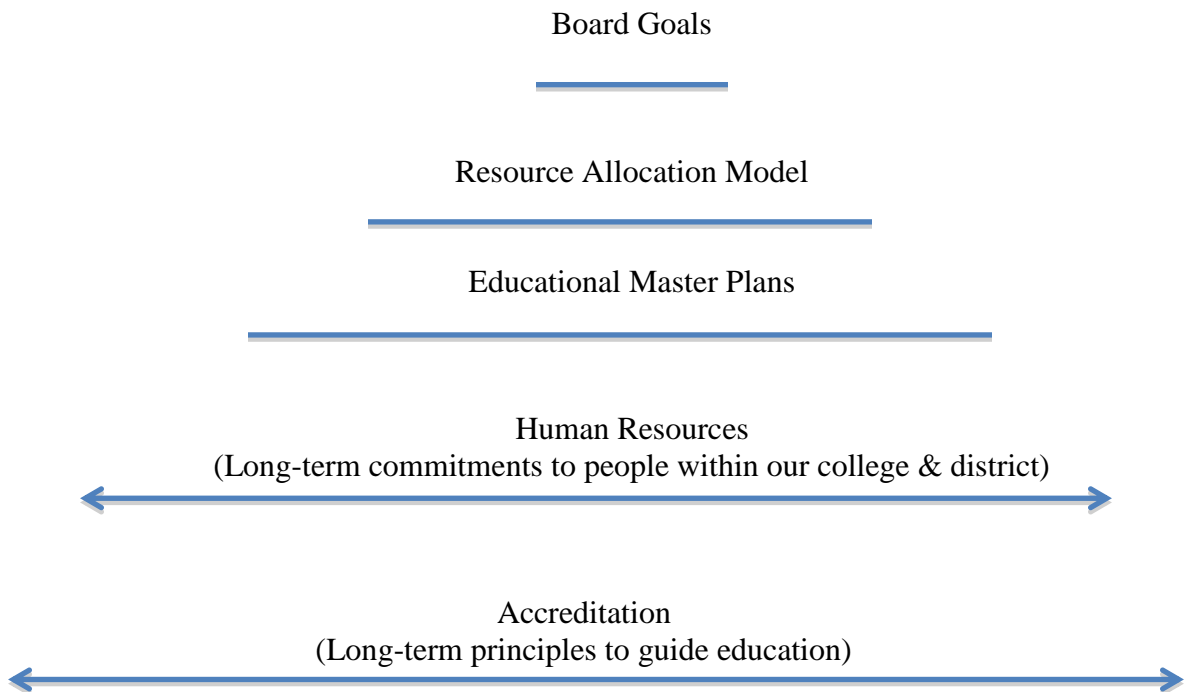 Board Goals
Resource Allocation Model
Educational Master Plans
Human Resources
(Long-term commitments to people within our college & district)
Accreditation
(Long-term principles to guide education)